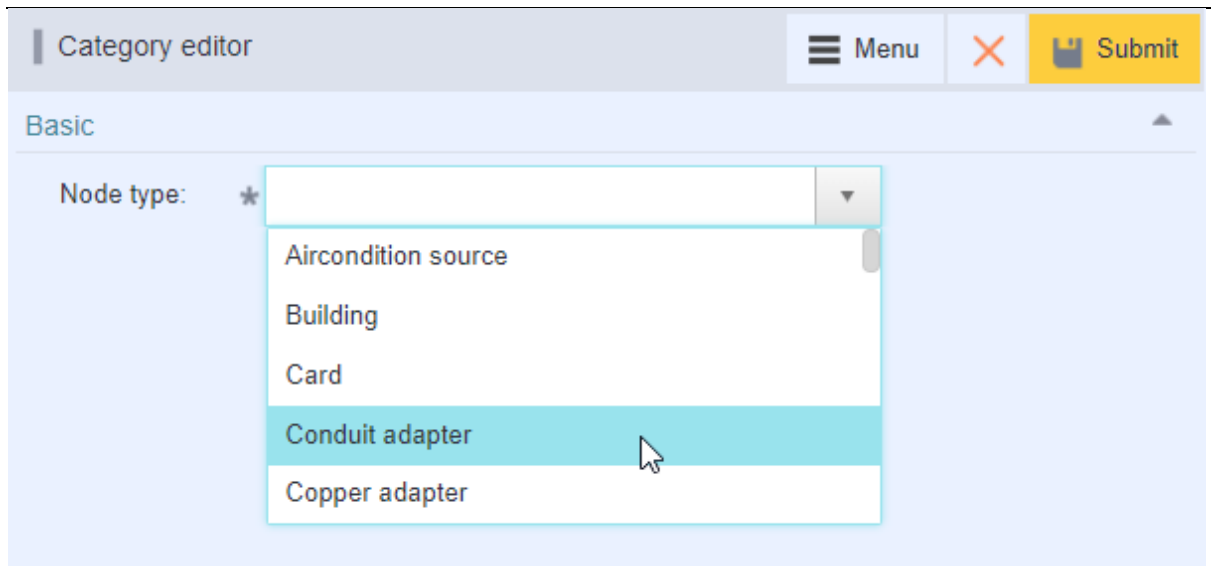 Category editor
Menu
Submit
Basic
Node type: *
Aircondition source
Building
Card
Conduit adapter
Copper adapter